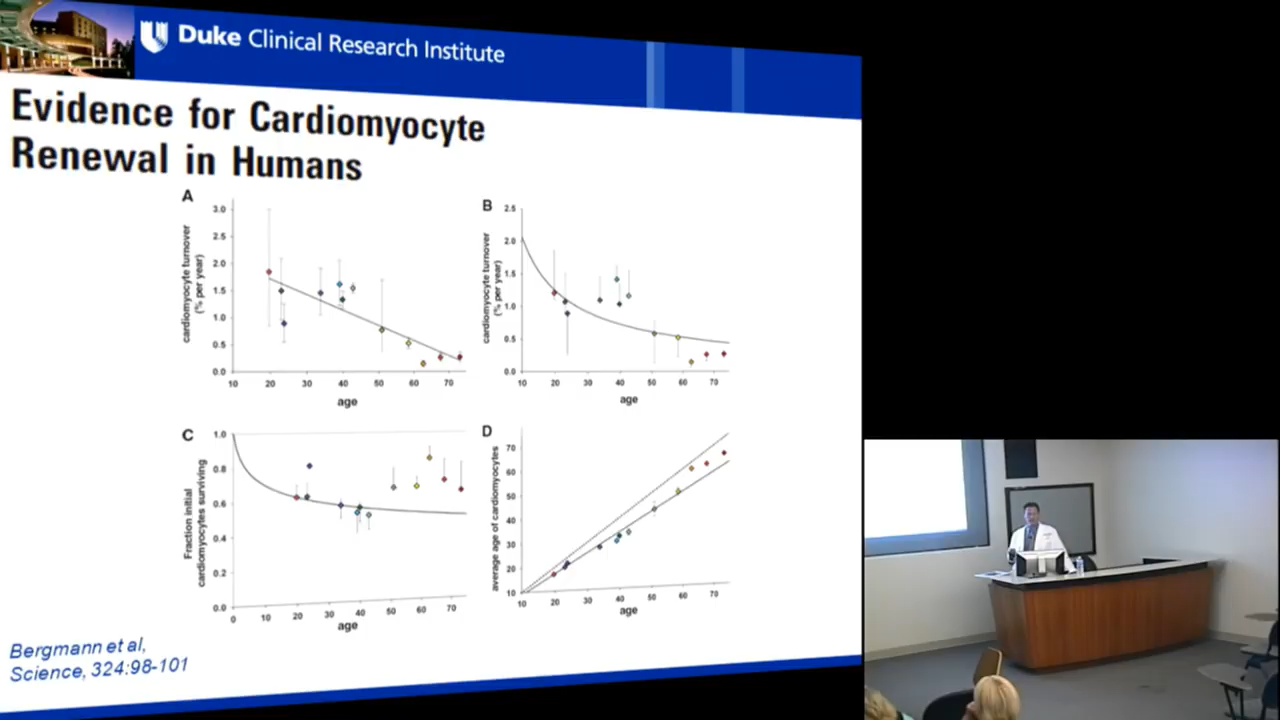 Duke Clinical Research Institute
Evidence for Cardiomyocyte
Renewal in Humans
A
cardiomyocyte turnover
(% per year)
3.0
2.5
2.0
1.5
1.0
0.5
0.0
10 20 30 40 50 60 70
age
B
cardiomyocyte turnover
(% per year)
2.5
2.0
1.5
1.0
0.5
0.0
10 20 30 40 50 60 70
age
C
Fraction initial
cardiomyocytes surviving
1.0
0.8
0.6
0.4
0.2
0.0
0 10 20 30 40 50 60 70
age
D
average age of cardiomyocytes
70
60
50
40
30
20
10
10 20 30 40 50 60 70
age
Bergmann et al,
Science, 324:98-101